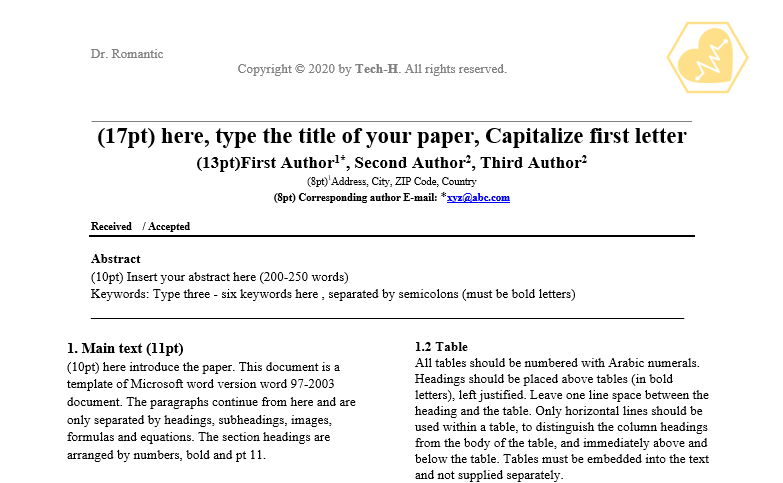 Dr. Romantic
Copyright © 2020 by Tech-H. All rights reserved.
(17pt) here, type the title of your paper, Capitalize first letter
(13pt)First Author1*, Second Author2, Third Author2
(8pt)1Address, City, ZIP Code, Country
(8pt) Corresponding author E-mail: *xyz@abc.com
Received / Accepted
Abstract
(10pt) Insert your abstract here (200-250 words)
Keywords: Type three - six keywords here , separated by semicolons (must be bold letters)
1. Main text (11pt)
(10pt) here introduce the paper. This document is a
template of Microsoft word version word 97-2003
document. The paragraphs continue from here and are
only separated by headings, subheadings, images,
formulas and equations. The section headings are
arranged by numbers, bold and pt 11.
1.2 Table
All tables should be numbered with Arabic numerals.
Headings should be placed above tables (in bold
letters), left justified. Leave one line space between the
heading and the table. Only horizontal lines should be
used within a table, to distinguish the column headings
from the body of the table, and immediately above and
below the table. Tables must be embedded into the text
and not supplied separately.